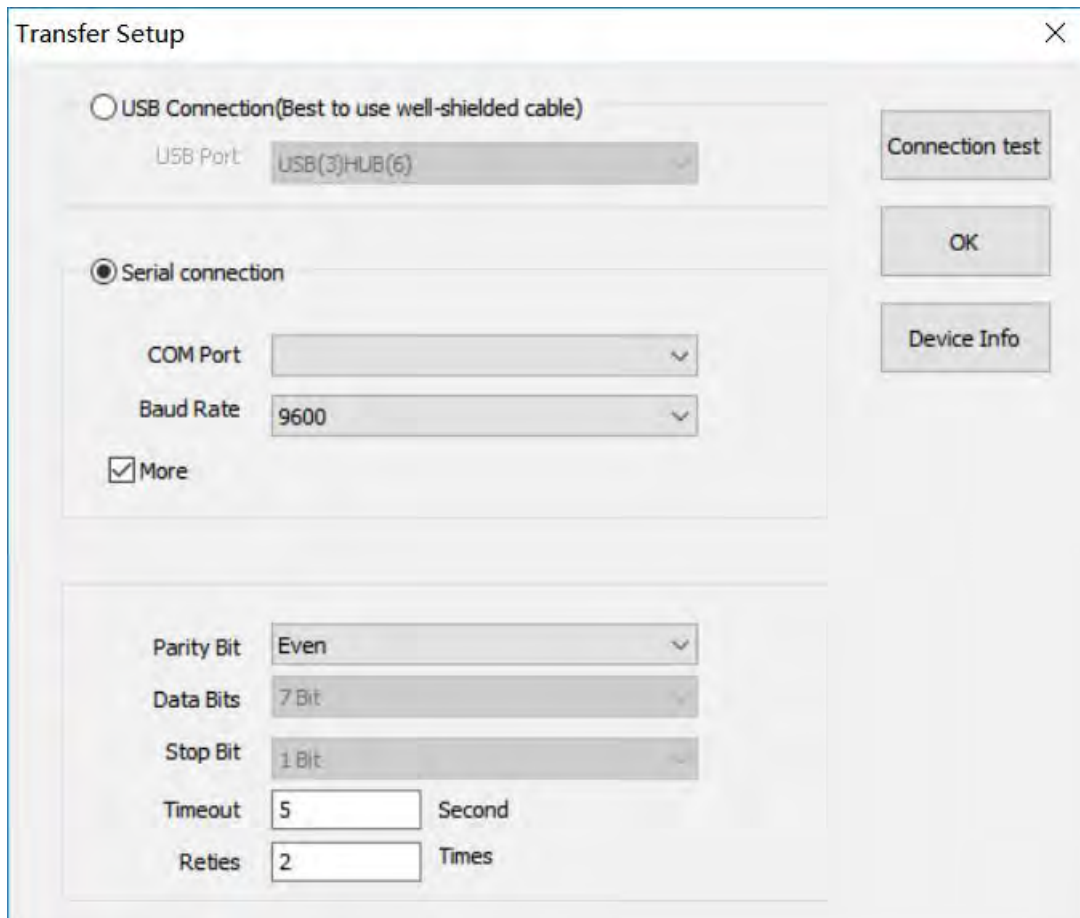 Transfer Setup
USB Connection(Best to use well-shielded cable)
USB Port USB(3)HUB(6)
Connection test
OK
Device Info
Serial connection
COM Port
Baud Rate 9600
More
Parity Bit Even
Data Bits 7 Bit
Stop Bit 1 Bit
Timeout 5 Second
Reties 2 Times